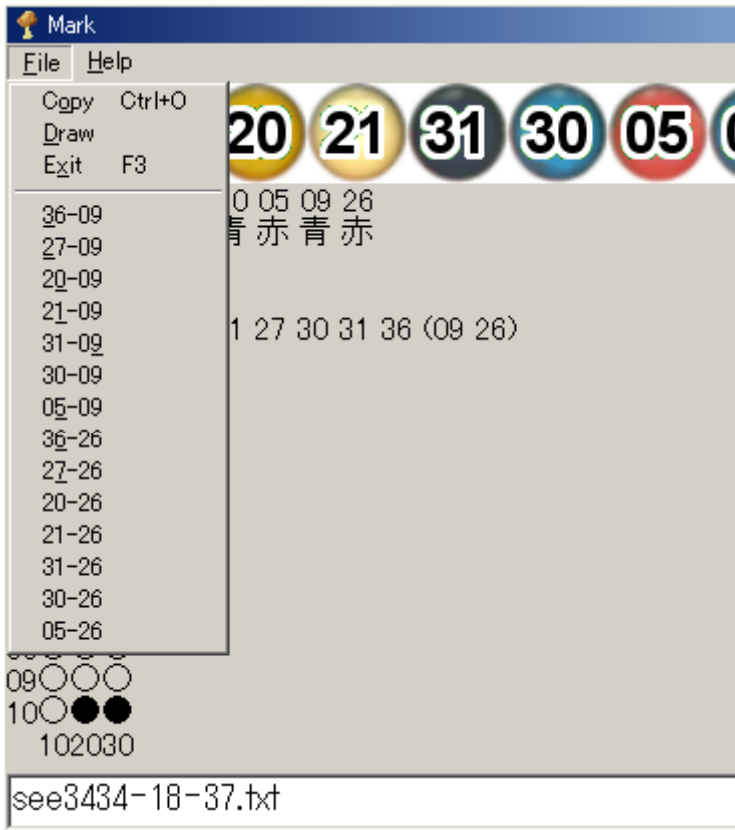 Mark
File Help
Copy Ctrl+O
Draw
Exit F3
36-09
27-09
20-09
21-09
31-09
30-09
05-09
36-26
27-26
20-26
21-26
31-26
30-26
05-26
20 21 31 30 05
0 05 09 26
青 赤 青 赤
1 27 30 31 36 (09 26)
09○○○
10○●●
102030
see3434-18-37.txt